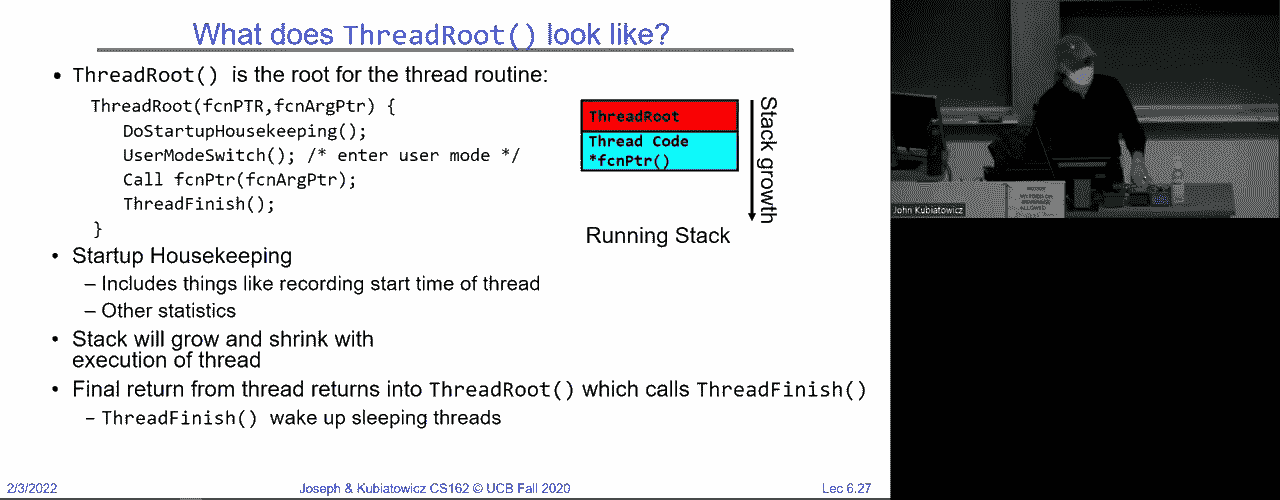 What does ThreadRoot() look like?
• ThreadRoot() is the root for the thread routine:
ThreadRoot(fcnPTR,fcnArgPtr) {
DoStartupHousekeeping();
UserModeSwitch(); /* enter user mode */
Call fcnPtr(fcnArgPtr);
ThreadFinish();
}
ThreadRoot
Thread Code
*fcnPtr()
Stack growth
Running Stack
• Startup Housekeeping
– Includes things like recording start time of thread
– Other statistics
• Stack will grow and shrink with
execution of thread
• Final return from thread returns into ThreadRoot() which calls ThreadFinish()
– ThreadFinish() wake up sleeping threads
2/3/2022
Joseph & Kubiatowicz CS162 © UCB Fall 2020
Lec 6.27
John Kubiatowicz
ALLOWED